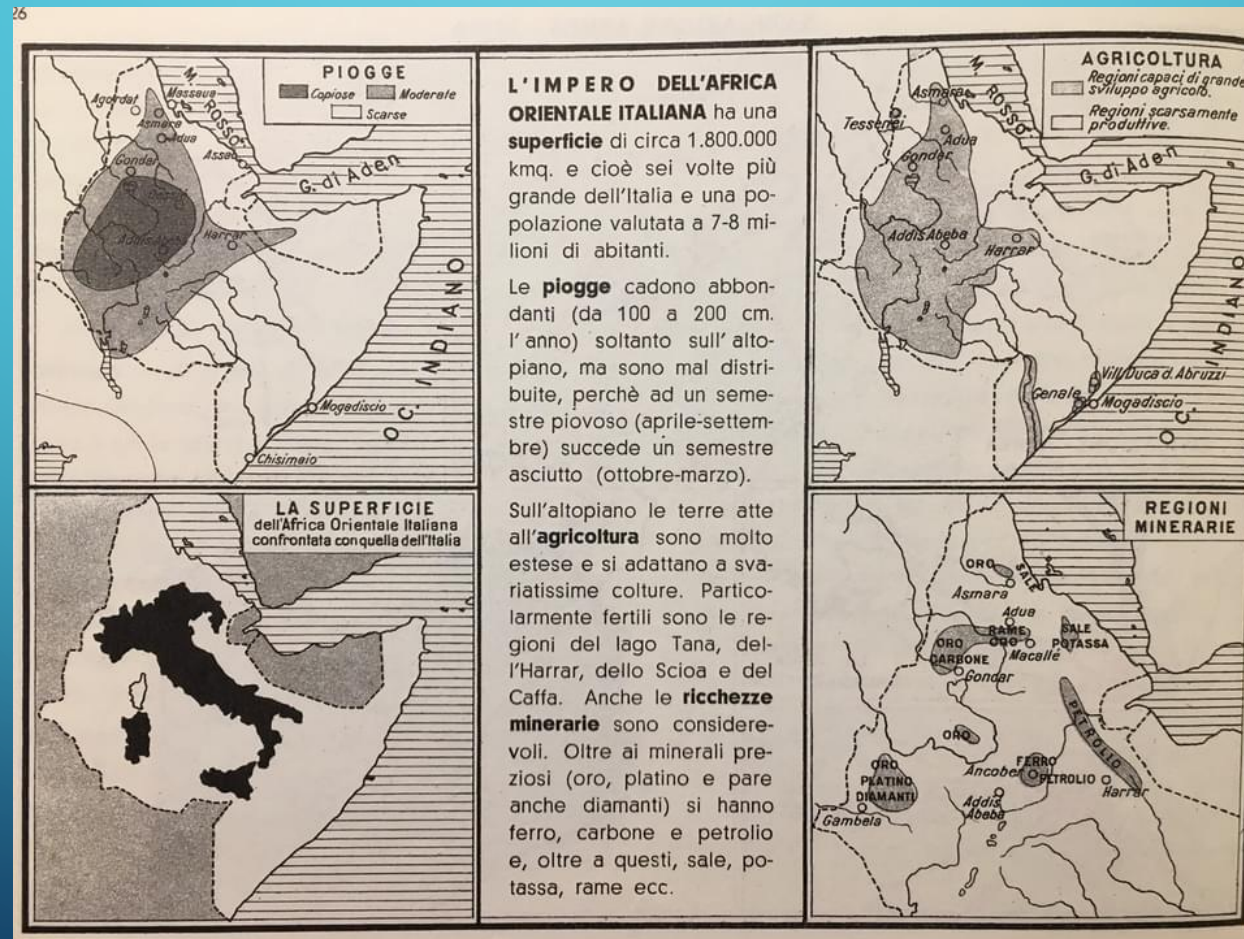 26
PIOGGE
Copiose Moderate
Scarse
M. ROSSO
Agordat
Massaua
Asmara
Adua
Assab
Gondar
G. di Aden
Addis Abeba
Harrar
OC. INDIANO
Mogadiscio
Chisimaio
L'IMPERO DELL'AFRICA
ORIENTALE ITALIANA ha una
superficie di circa 1.800.000
kmq. e cioè sei volte più
grande dell'Italia e una po-
polazione valutata a 7-8 mi-
lioni di abitanti.
Le piogge cadono abbon-
danti (da 100 a 200 cm.
l'anno) soltanto sull'alto-
piano, ma sono mal distri-
buite, perchè ad un seme-
stre piovoso (aprile-settem-
bre) succede un semestre
asciutto (ottobre-marzo).
Sull'altopiano le terre atte
all'agricoltura sono molto
estese e si adattano a sva-
riatissime colture. Partico-
larmente fertili sono le re-
gioni del lago Tana, del-
l'Harrar, dello Scioa e del
Caffa. Anche le ricchezze
minerarie sono considere-
voli. Oltre ai minerali pre-
ziosi (oro, platino e pare
anche diamanti) si hanno
ferro, carbone e petrolio
e, oltre a questi, sale, po-
tassa, rame ecc.
AGRICOLTURA
Regioni capaci di grande
sviluppo agricolo.
Regioni scarsamente
produttive.
M. ROSSO
Asmara
Tessenei
Adua
Gondar
G. di Aden
Addis Abeba
Harrar
OC. INDIANO
Vill. Duca d. Abruzzi
Genale
Mogadiscio
LA SUPERFICIE
dell'Africa Orientale Italiana
confrontata con quella dell'Italia
REGIONI
MINERARIE
ORO
SALE
Asmara
Adua
RAME
ORO
SALE
POTASSA
ORO
CARBONE
Macallé
Gondar
PETROLIO
ORO
ORO
PLATINO
DIAMANTI
FERRO
Ancober
PETROLIO
Harrar
Gambela
Addis
Abeba